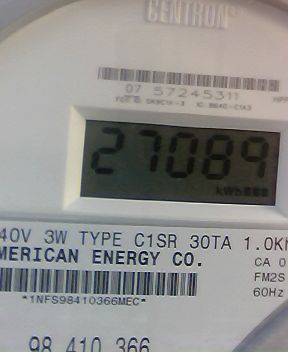 CENTRON®
07 57245311
27089
kWh
40V 3W TYPE C1SR 30TA 1.0K
MERICAN ENERGY CO.
CA 0
FM2S
60Hz
*1NFS98410366MEC*
98 410 366